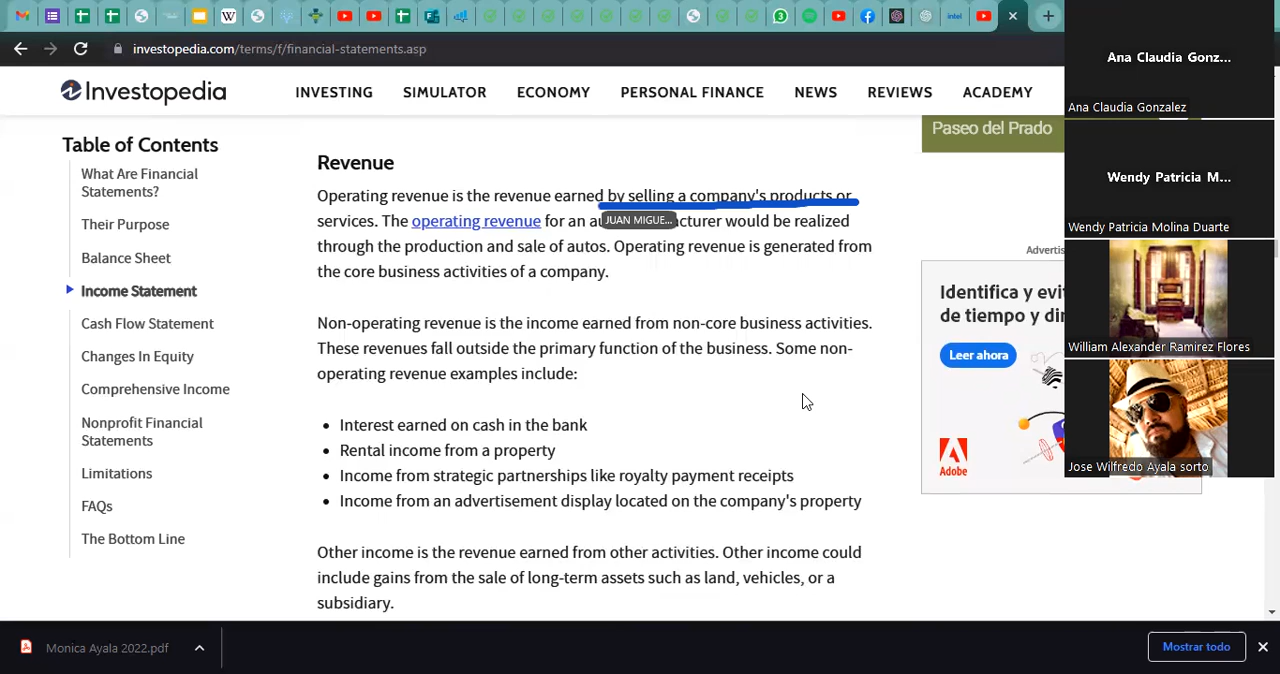 investopedia.com/terms/f/financial-statements.asp
Investopedia
INVESTING
SIMULATOR
ECONOMY
PERSONAL FINANCE
NEWS
REVIEWS
ACADEMY
Table of Contents
What Are Financial
Statements?
Their Purpose
Balance Sheet
Income Statement
Cash Flow Statement
Changes In Equity
Comprehensive Income
Nonprofit Financial
Statements
Limitations
FAQs
The Bottom Line
Revenue
Operating revenue is the revenue earned by selling a company's products or
services. The operating revenue for an would be realized
JUAN MIGUE...
through the production and sale of autos. Operating revenue is generated from
the core business activities of a company.
Non-operating revenue is the income earned from non-core business activities.
These revenues fall outside the primary function of the business. Some non-
operating revenue examples include:
• Interest earned on cash in the bank
• Rental income from a property
• Income from strategic partnerships like royalty payment receipts
• Income from an advertisement display located on the company's property
Other income is the revenue earned from other activities. Other income could
include gains from the sale of long-term assets such as land, vehicles, or a
subsidiary.
Paseo del Prado
Identifica y
de tiempo y
Leer ahora
Adobe
Ana Claudia Gonz...
Ana Claudia Gonzalez
Wendy Patricia M...
Wendy Patricia Molina Duarte
William Alexander Ramirez Flores
Jose Wilfredo Ayala sorto
Monica Ayala 2022.pdf
Mostrar todo
intel
W
3